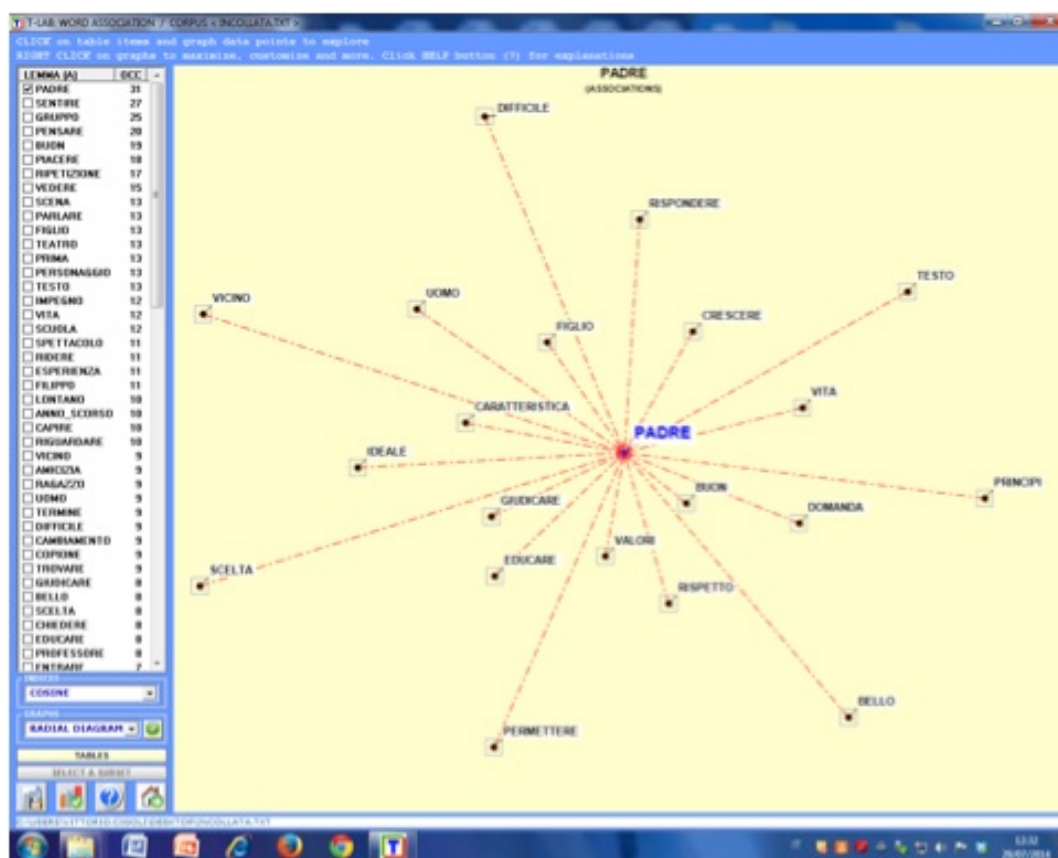 T-LAB: WORD ASSOCIATION / CORPUS < INCOLLATA.TXT >
CLICK on table items and graph data points to explore
RIGHT CLICK on graphs to maximize, customize and more. Click HELP button (?) for explanations
LEMMA (A) OCC
PADRE 31
SENTIRE 27
GRUPPO 25
PENSARE 20
BUON 19
PIACERE 18
RIPETIZIONE 17
VEDERE 15
SCENA 13
PARLARE 13
FIGLIO 13
TEATRO 13
PRIMA 13
PERSONAGGIO 13
TESTO 13
IMPEGNO 12
VITA 12
SCUOLA 12
SPETTACOLO 11
RIDERE 11
ESPERIENZA 11
FILIPPO 11
LONTANO 10
ANNO_SCORSO 10
CAPIRE 10
RIGUARDARE 10
VICINO 9
AMICIZIA 9
RAGAZZO 9
UOMO 9
TERMINE 9
DIFFICILE 9
CAMBIAMENTO 9
COPIONE 9
TROVARE 9
GIUDICARE 8
BELLO 8
SCELTA 8
CHIEDERE 8
EDUCARE 8
PROFESSORE 8
ENTRARE 7
INDICES
COSINE
GRAPHS
RADIAL DIAGRAM
TABLES
SELECT A SUBSET
PADRE
(ASSOCIATIONS)
DIFFICILE
RISPONDERE
TESTO
VICINO
UOMO
CRESCERE
FIGLIO
VITA
CARATTERISTICA
PADRE
IDEALE
PRINCIPI
BUON
GIUDICARE
DOMANDA
VALORI
EDUCARE
SCELTA
RISPETTO
BELLO
PERMETTERE
12:32